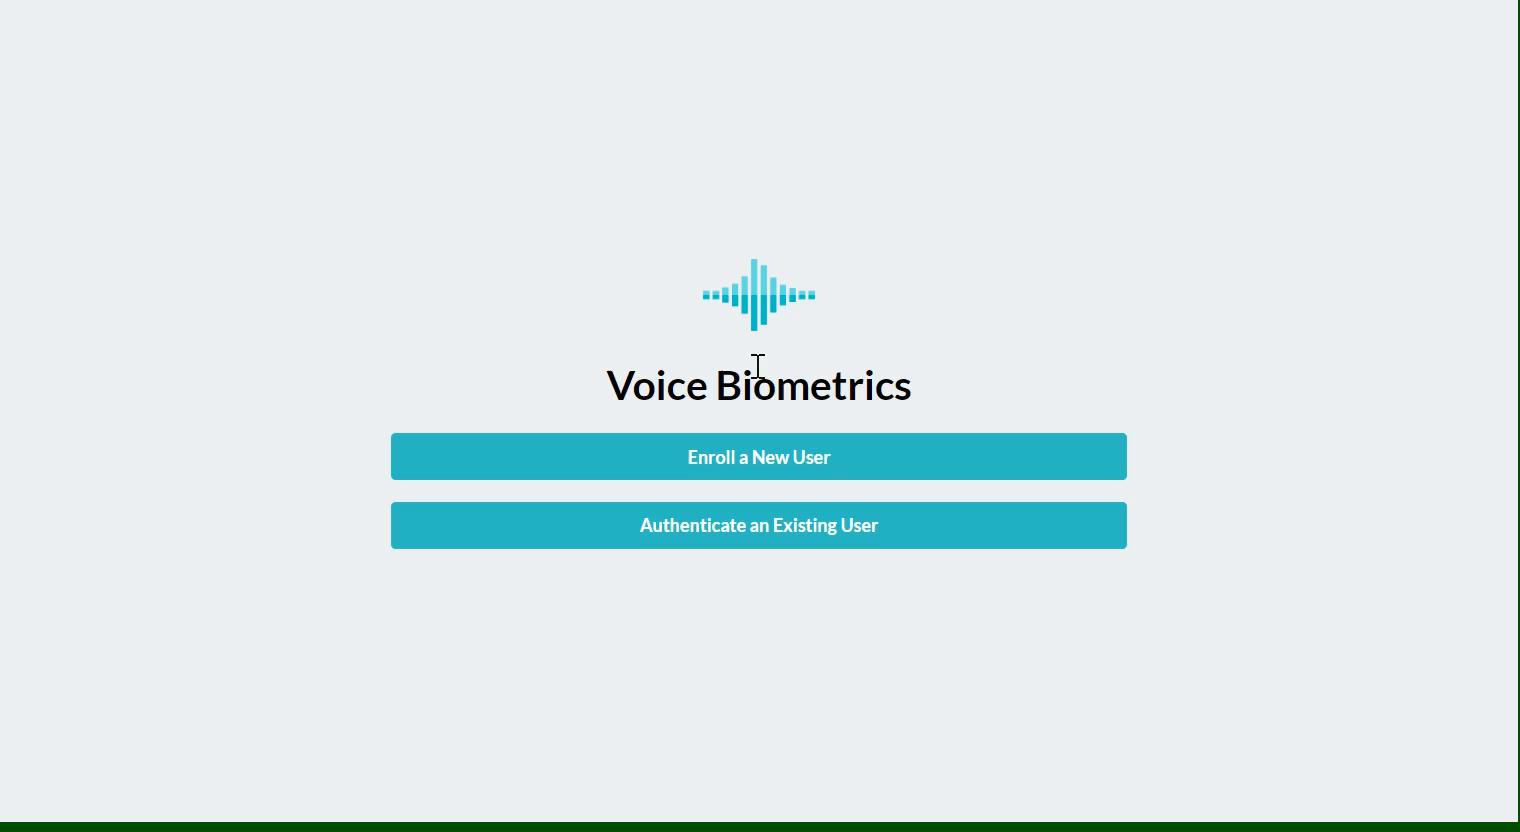 Voice Biometrics
Enroll a New User
Authenticate an Existing User